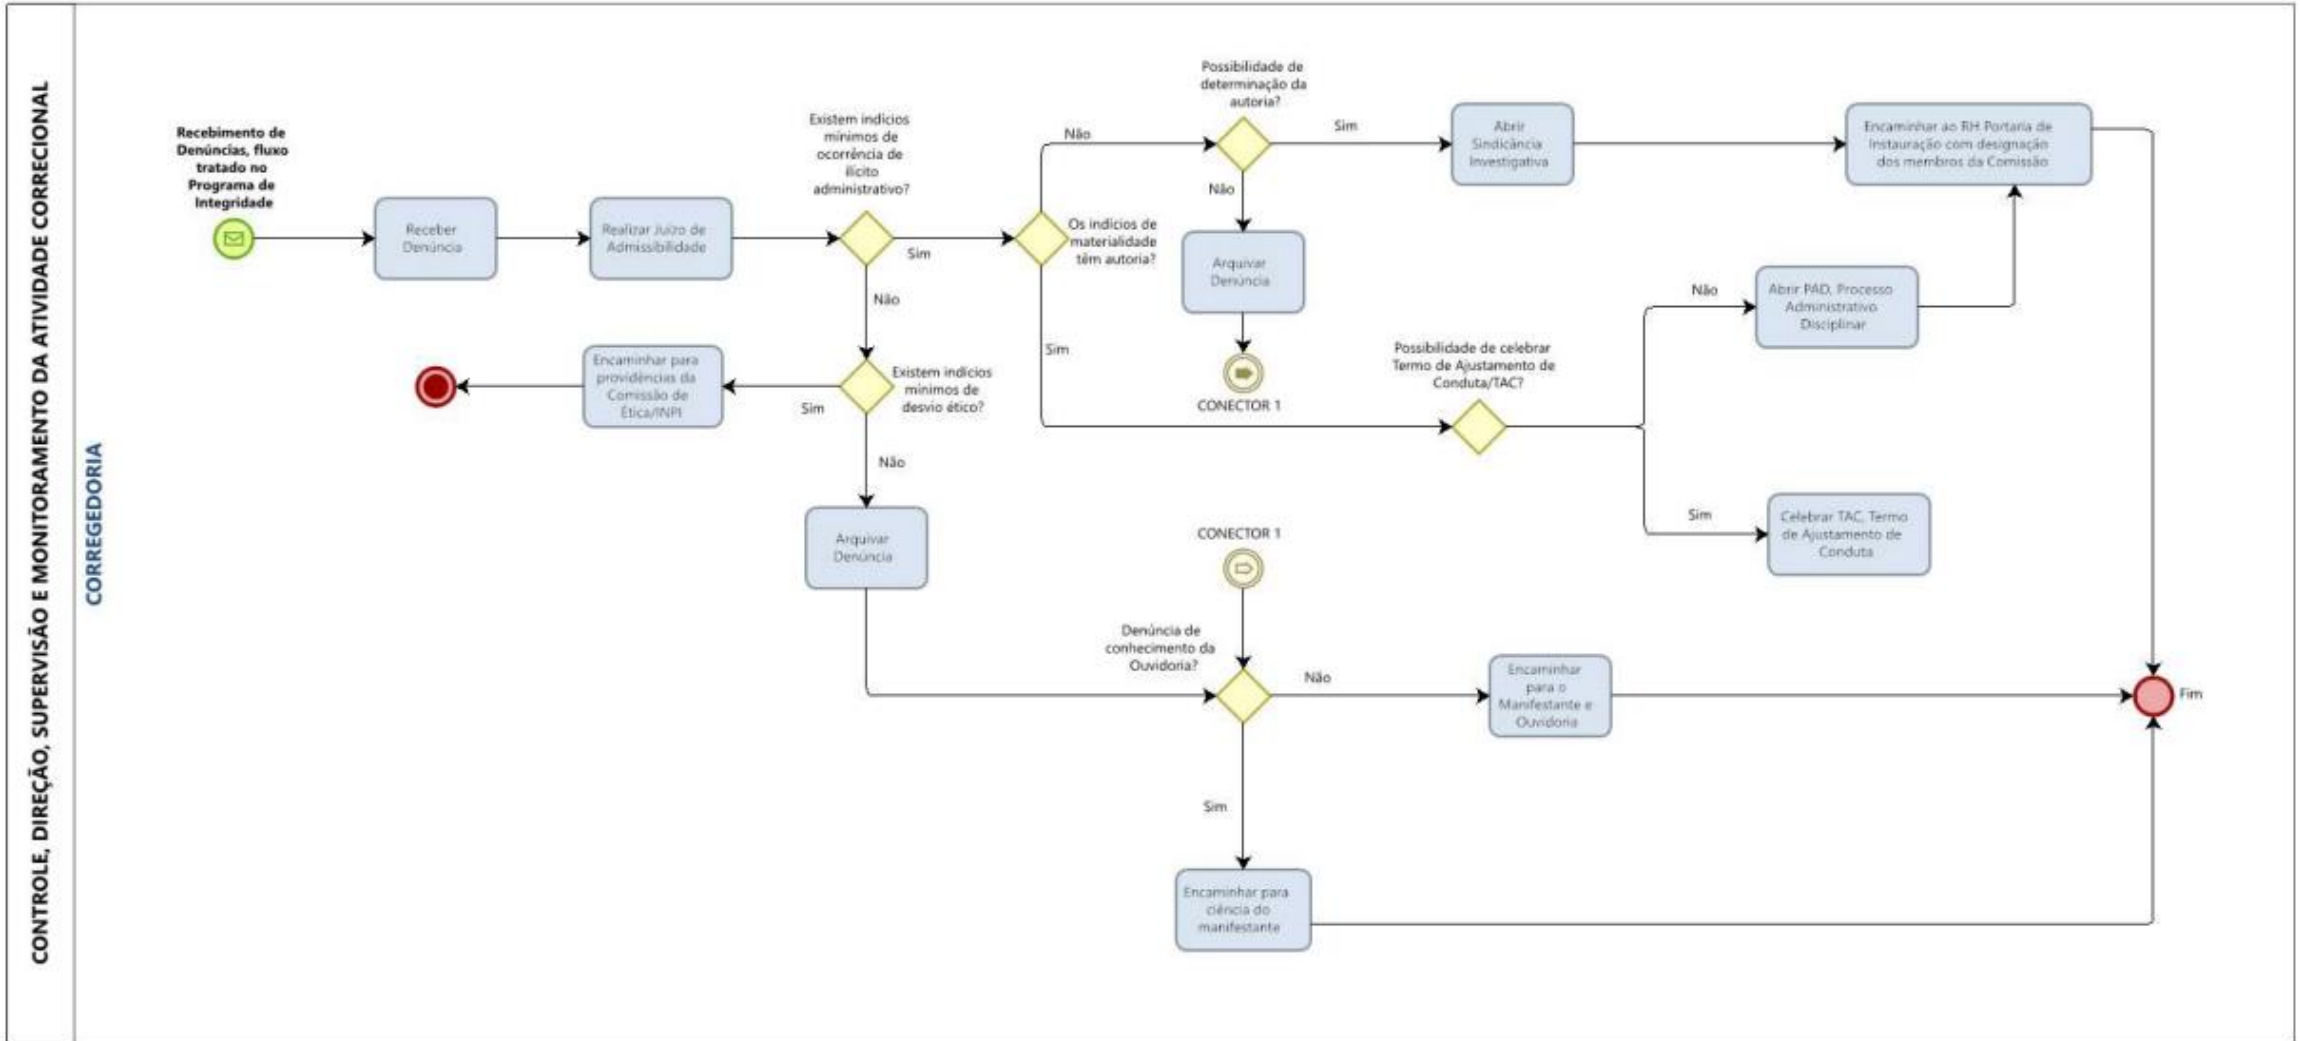 CONTROLE, DIREÇÃO, SUPERVISÃO E MONITORAMENTO DA ATIVIDADE CORRECIONAL
CORREGEDORIA
Recebimento de
Denúncias, fluxo
tratado no
Programa de
Integridade
Receber
Denúncia
Realizar Juízo de
Admissibilidade
Existem indícios
mínimos de
ocorrência de
ilícito
administrativo?
Sim
Não
Os indícios de
materialidade
têm autoria?
Não
Sim
Possibilidade de
determinação da
autoria?
Sim
Não
Abrir
Sindicância
Investigativa
Encaminhar ao RH Portaria de
Instauração com designação
dos membros da Comissão
Arquivar
Denúncia
CONECTOR 1
Existem indícios
mínimos de
desvio ético?
Sim
Não
Encaminhar para
providências da
Comissão de
Ética/INPI
Arquivar
Denúncia
Possibilidade de celebrar
Termo de Ajustamento de
Conduta/TAC?
Não
Abrir PAD, Processo
Administrativo
Disciplinar
Sim
Celebrar TAC, Termo
de Ajustamento de
Conduta
CONECTOR 1
Denúncia de
conhecimento da
Ouvidoria?
Não
Encaminhar
para o
Manifestante e
Ouvidoria
Fim
Sim
Encaminhar para
ciência do
manifestante